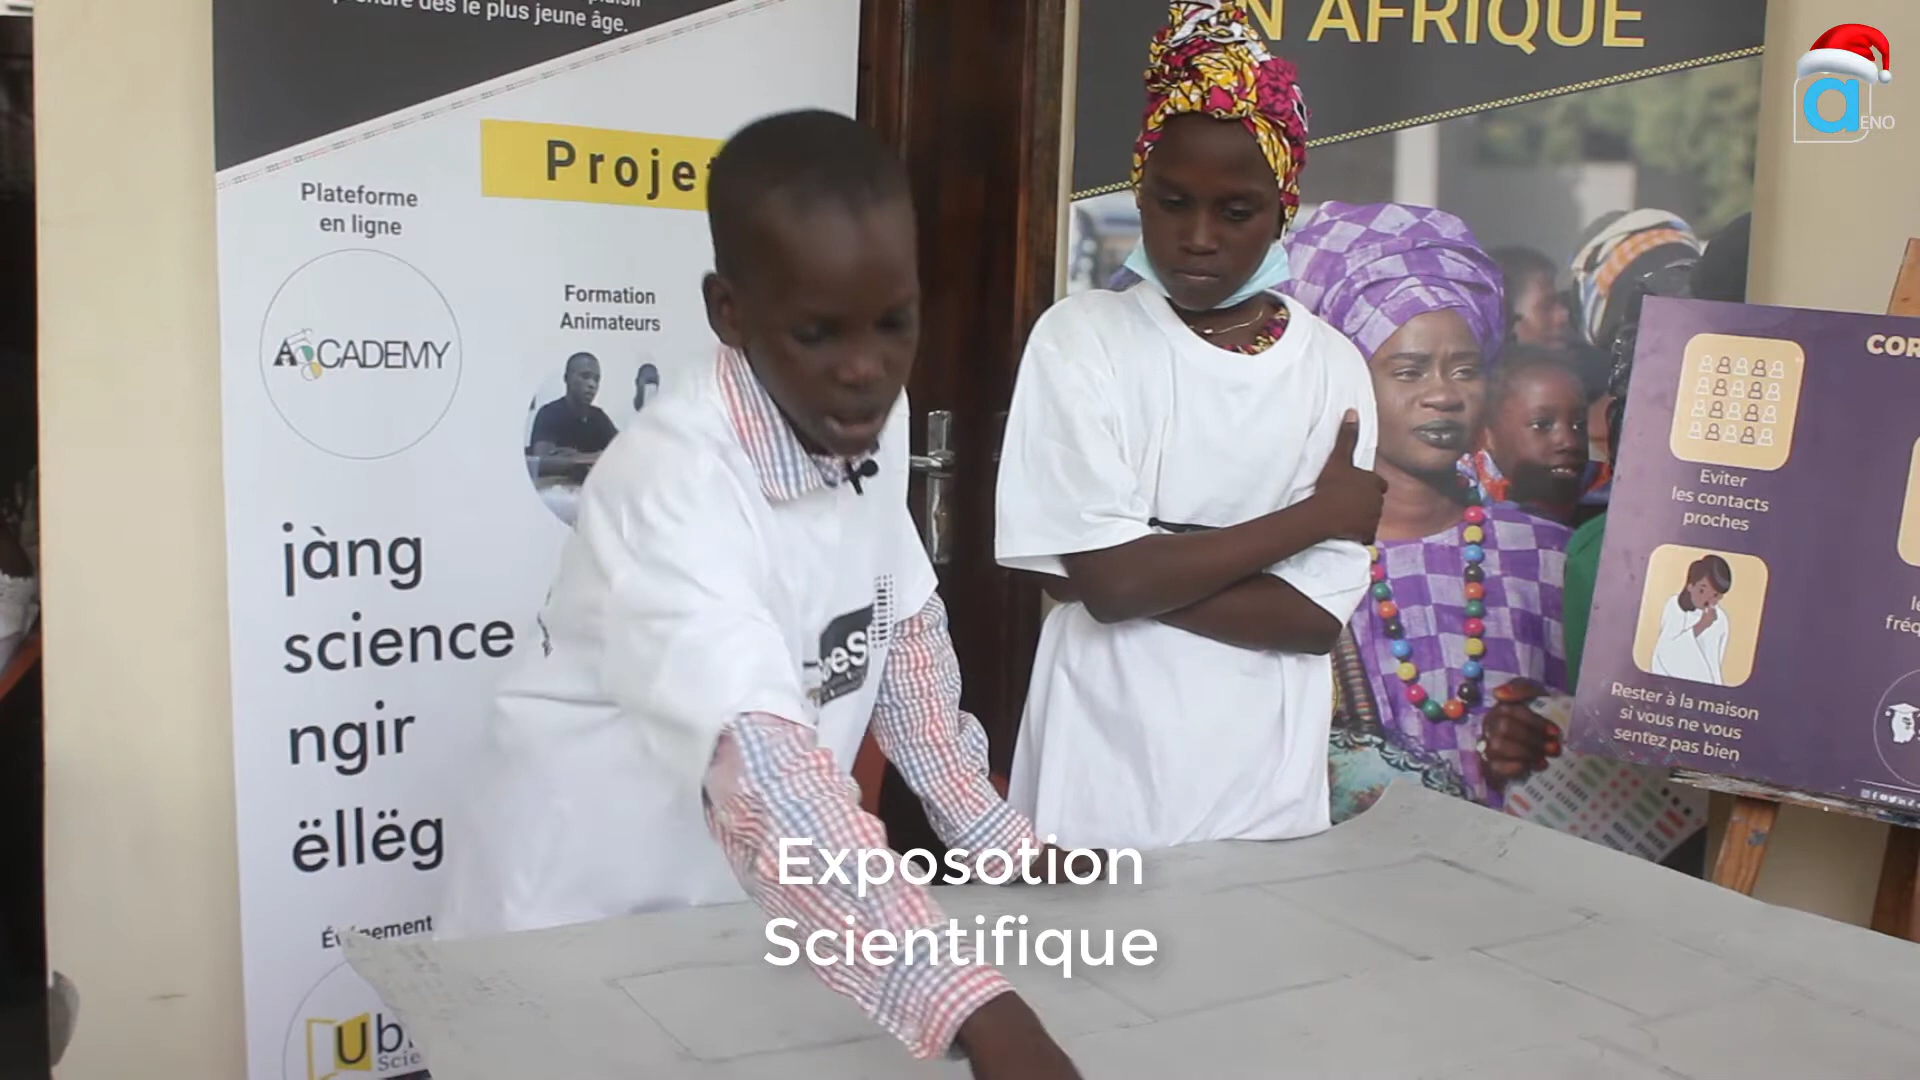 dès le plus jeune âge.
N AFRIQUE
a
ENO
Projet
Plateforme
en ligne
ACADEMY
Formation
Animateurs
jàng
science
ngir
ëllëg
Événement
COR
Eviter
les contacts
proches
Rester à la maison
si vous ne vous
sentez pas bien
Exposotion
Scientifique